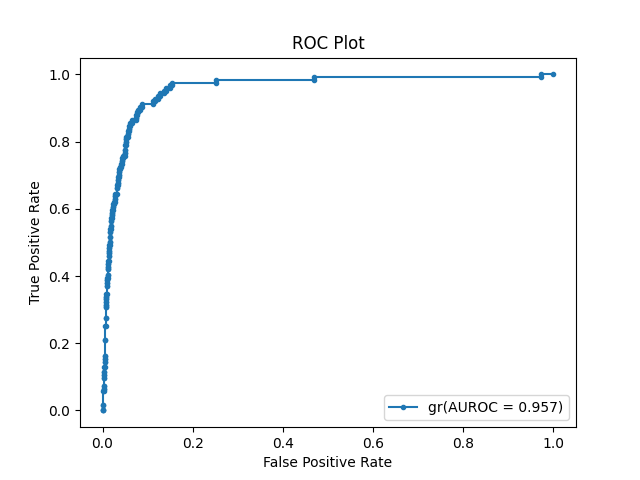 ROC Plot
True Positive Rate
1.0
0.8
0.6
0.4
0.2
0.0
gr(AUROC = 0.957)
0.0 0.2 0.4 0.6 0.8 1.0
False Positive Rate